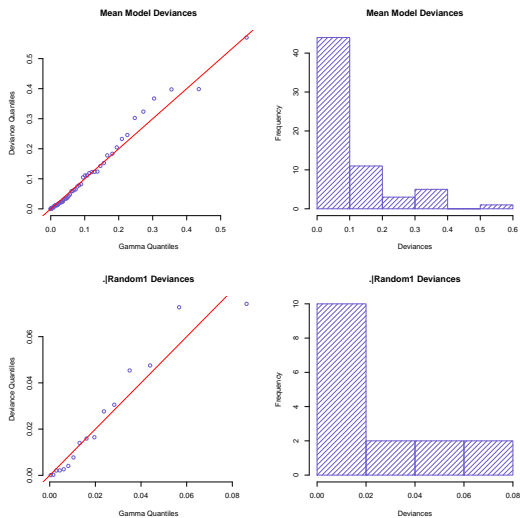 Mean Model Deviances
Deviance Quantiles
0.0 0.1 0.2 0.3 0.4 0.5
0.0 0.1 0.2 0.3 0.4 0.5
Gamma Quantiles
Mean Model Deviances
Frequency
0 10 20 30 40
0.0 0.1 0.2 0.3 0.4 0.5 0.6
Deviances
.|Random1 Deviances
Deviance Quantiles
0.00 0.02 0.04 0.06
0.00 0.02 0.04 0.06 0.08
Gamma Quantiles
.|Random1 Deviances
Frequency
0 2 4 6 8 10
0.00 0.02 0.04 0.06 0.08
Deviances